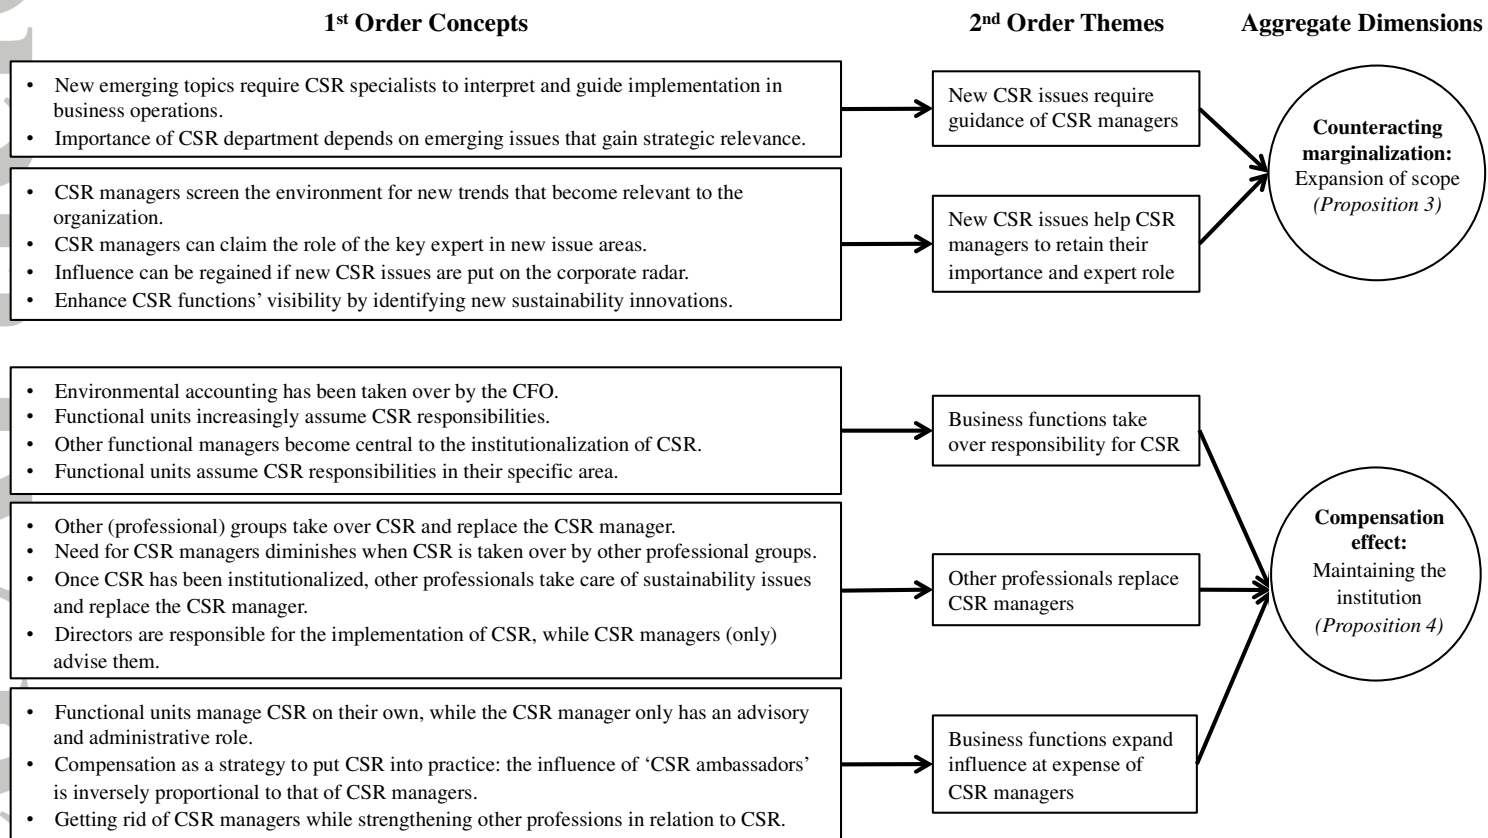 1st Order Concepts
2nd Order Themes
Aggregate Dimensions
• New emerging topics require CSR specialists to interpret and guide implementation in
business operations.
• Importance of CSR department depends on emerging issues that gain strategic relevance.
New CSR issues require
guidance of CSR managers
• CSR managers screen the environment for new trends that become relevant to the
organization.
• CSR managers can claim the role of the key expert in new issue areas.
• Influence can be regained if new CSR issues are put on the corporate radar.
• Enhance CSR functions’ visibility by identifying new sustainability innovations.
New CSR issues help CSR
managers to retain their
importance and expert role
Counteracting
marginalization:
Expansion of scope
(Proposition 3)
• Environmental accounting has been taken over by the CFO.
• Functional units increasingly assume CSR responsibilities.
• Other functional managers become central to the institutionalization of CSR.
• Functional units assume CSR responsibilities in their specific area.
Business functions take
over responsibility for CSR
• Other (professional) groups take over CSR and replace the CSR manager.
• Need for CSR managers diminishes when CSR is taken over by other professional groups.
• Once CSR has been institutionalized, other professionals take care of sustainability issues
and replace the CSR manager.
• Directors are responsible for the implementation of CSR, while CSR managers (only)
advise them.
Other professionals replace
CSR managers
• Functional units manage CSR on their own, while the CSR manager only has an advisory
and administrative role.
• Compensation as a strategy to put CSR into practice: the influence of ‘CSR ambassadors’
is inversely proportional to that of CSR managers.
• Getting rid of CSR managers while strengthening other professions in relation to CSR.
Business functions expand
influence at expense of
CSR managers
Compensation
effect:
Maintaining the
institution
(Proposition 4)